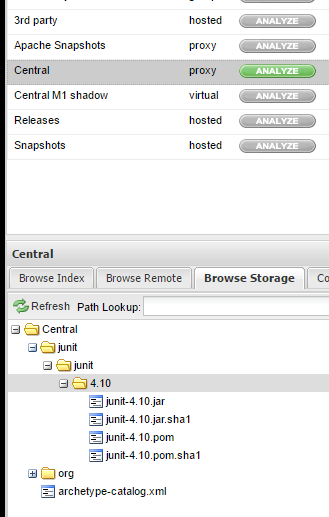 3rd party hosted ANALYZE
Apache Snapshots proxy ANALYZE
Central proxy ANALYZE
Central M1 shadow virtual ANALYZE
Releases hosted ANALYZE
Snapshots hosted ANALYZE
Central
Browse Index Browse Remote Browse Storage
Refresh Path Lookup:
Central
junit
junit
4.10
junit-4.10.jar
junit-4.10.jar.sha1
junit-4.10.pom
junit-4.10.pom.sha1
org
archetype-catalog.xml